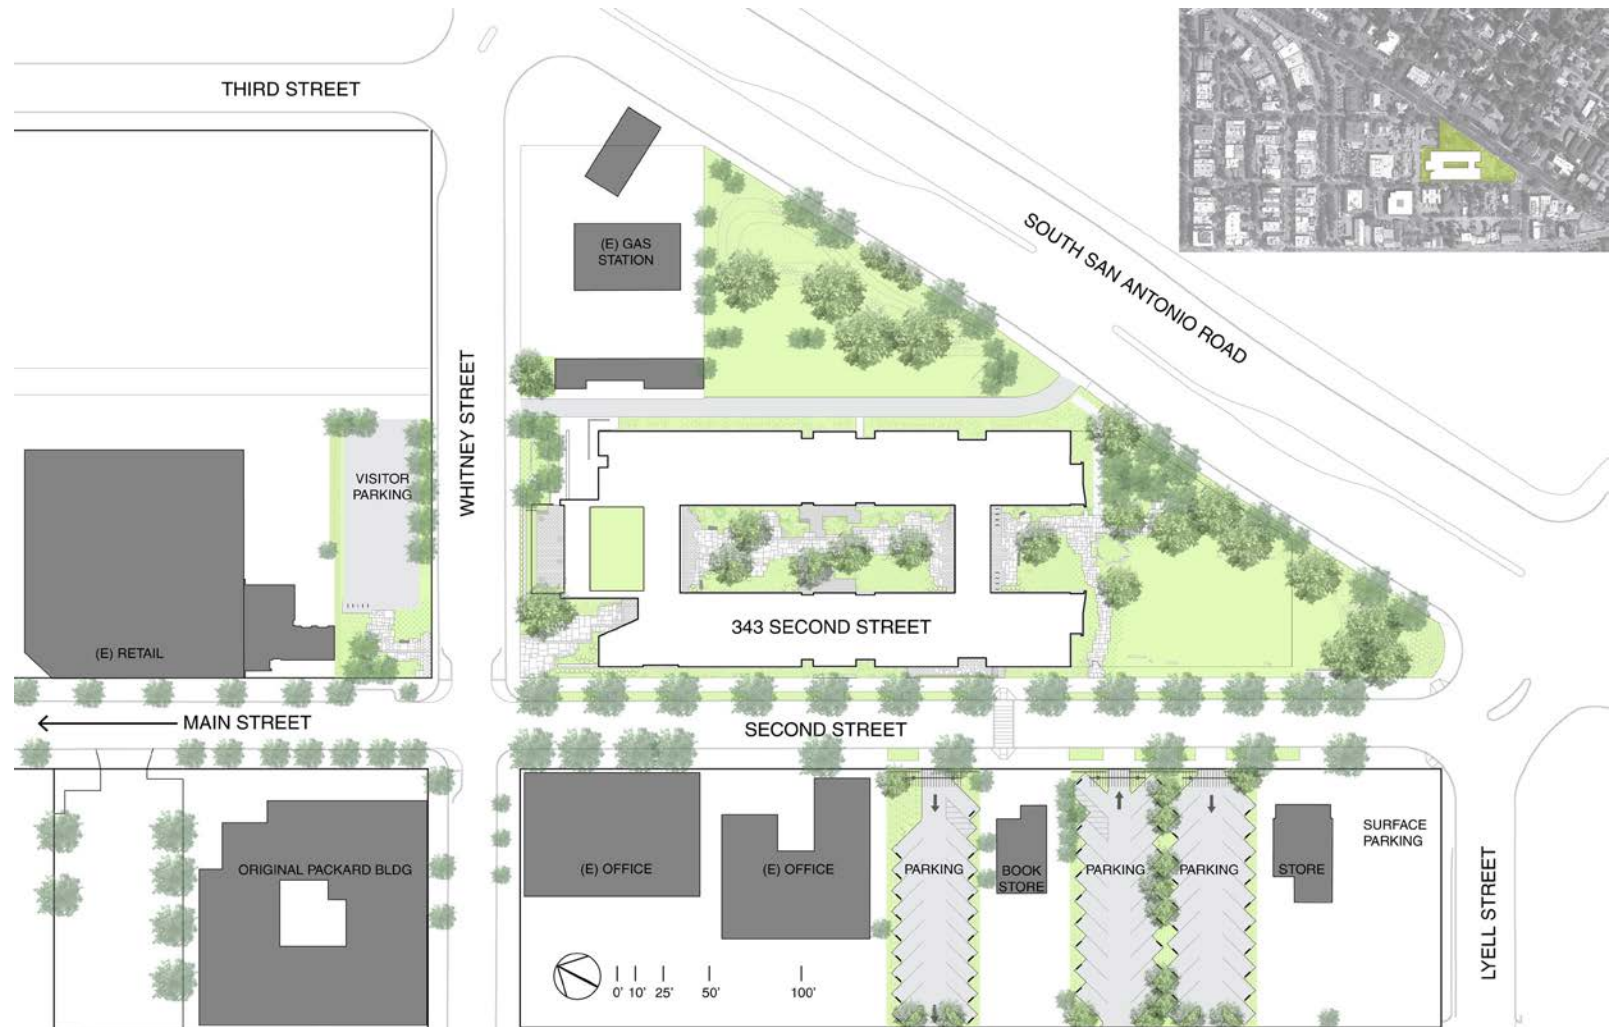 THIRD STREET
SOUTH SAN ANTONIO ROAD
(E) GAS
STATION
WHITNEY STREET
VISITOR
PARKING
(E) RETAIL
343 SECOND STREET
MAIN STREET
SECOND STREET
ORIGINAL PACKARD BLDG
(E) OFFICE
(E) OFFICE
PARKING
BOOK
STORE
PARKING
PARKING
STORE
SURFACE
PARKING
LYELL STREET
0' 10' 25' 50' 100'